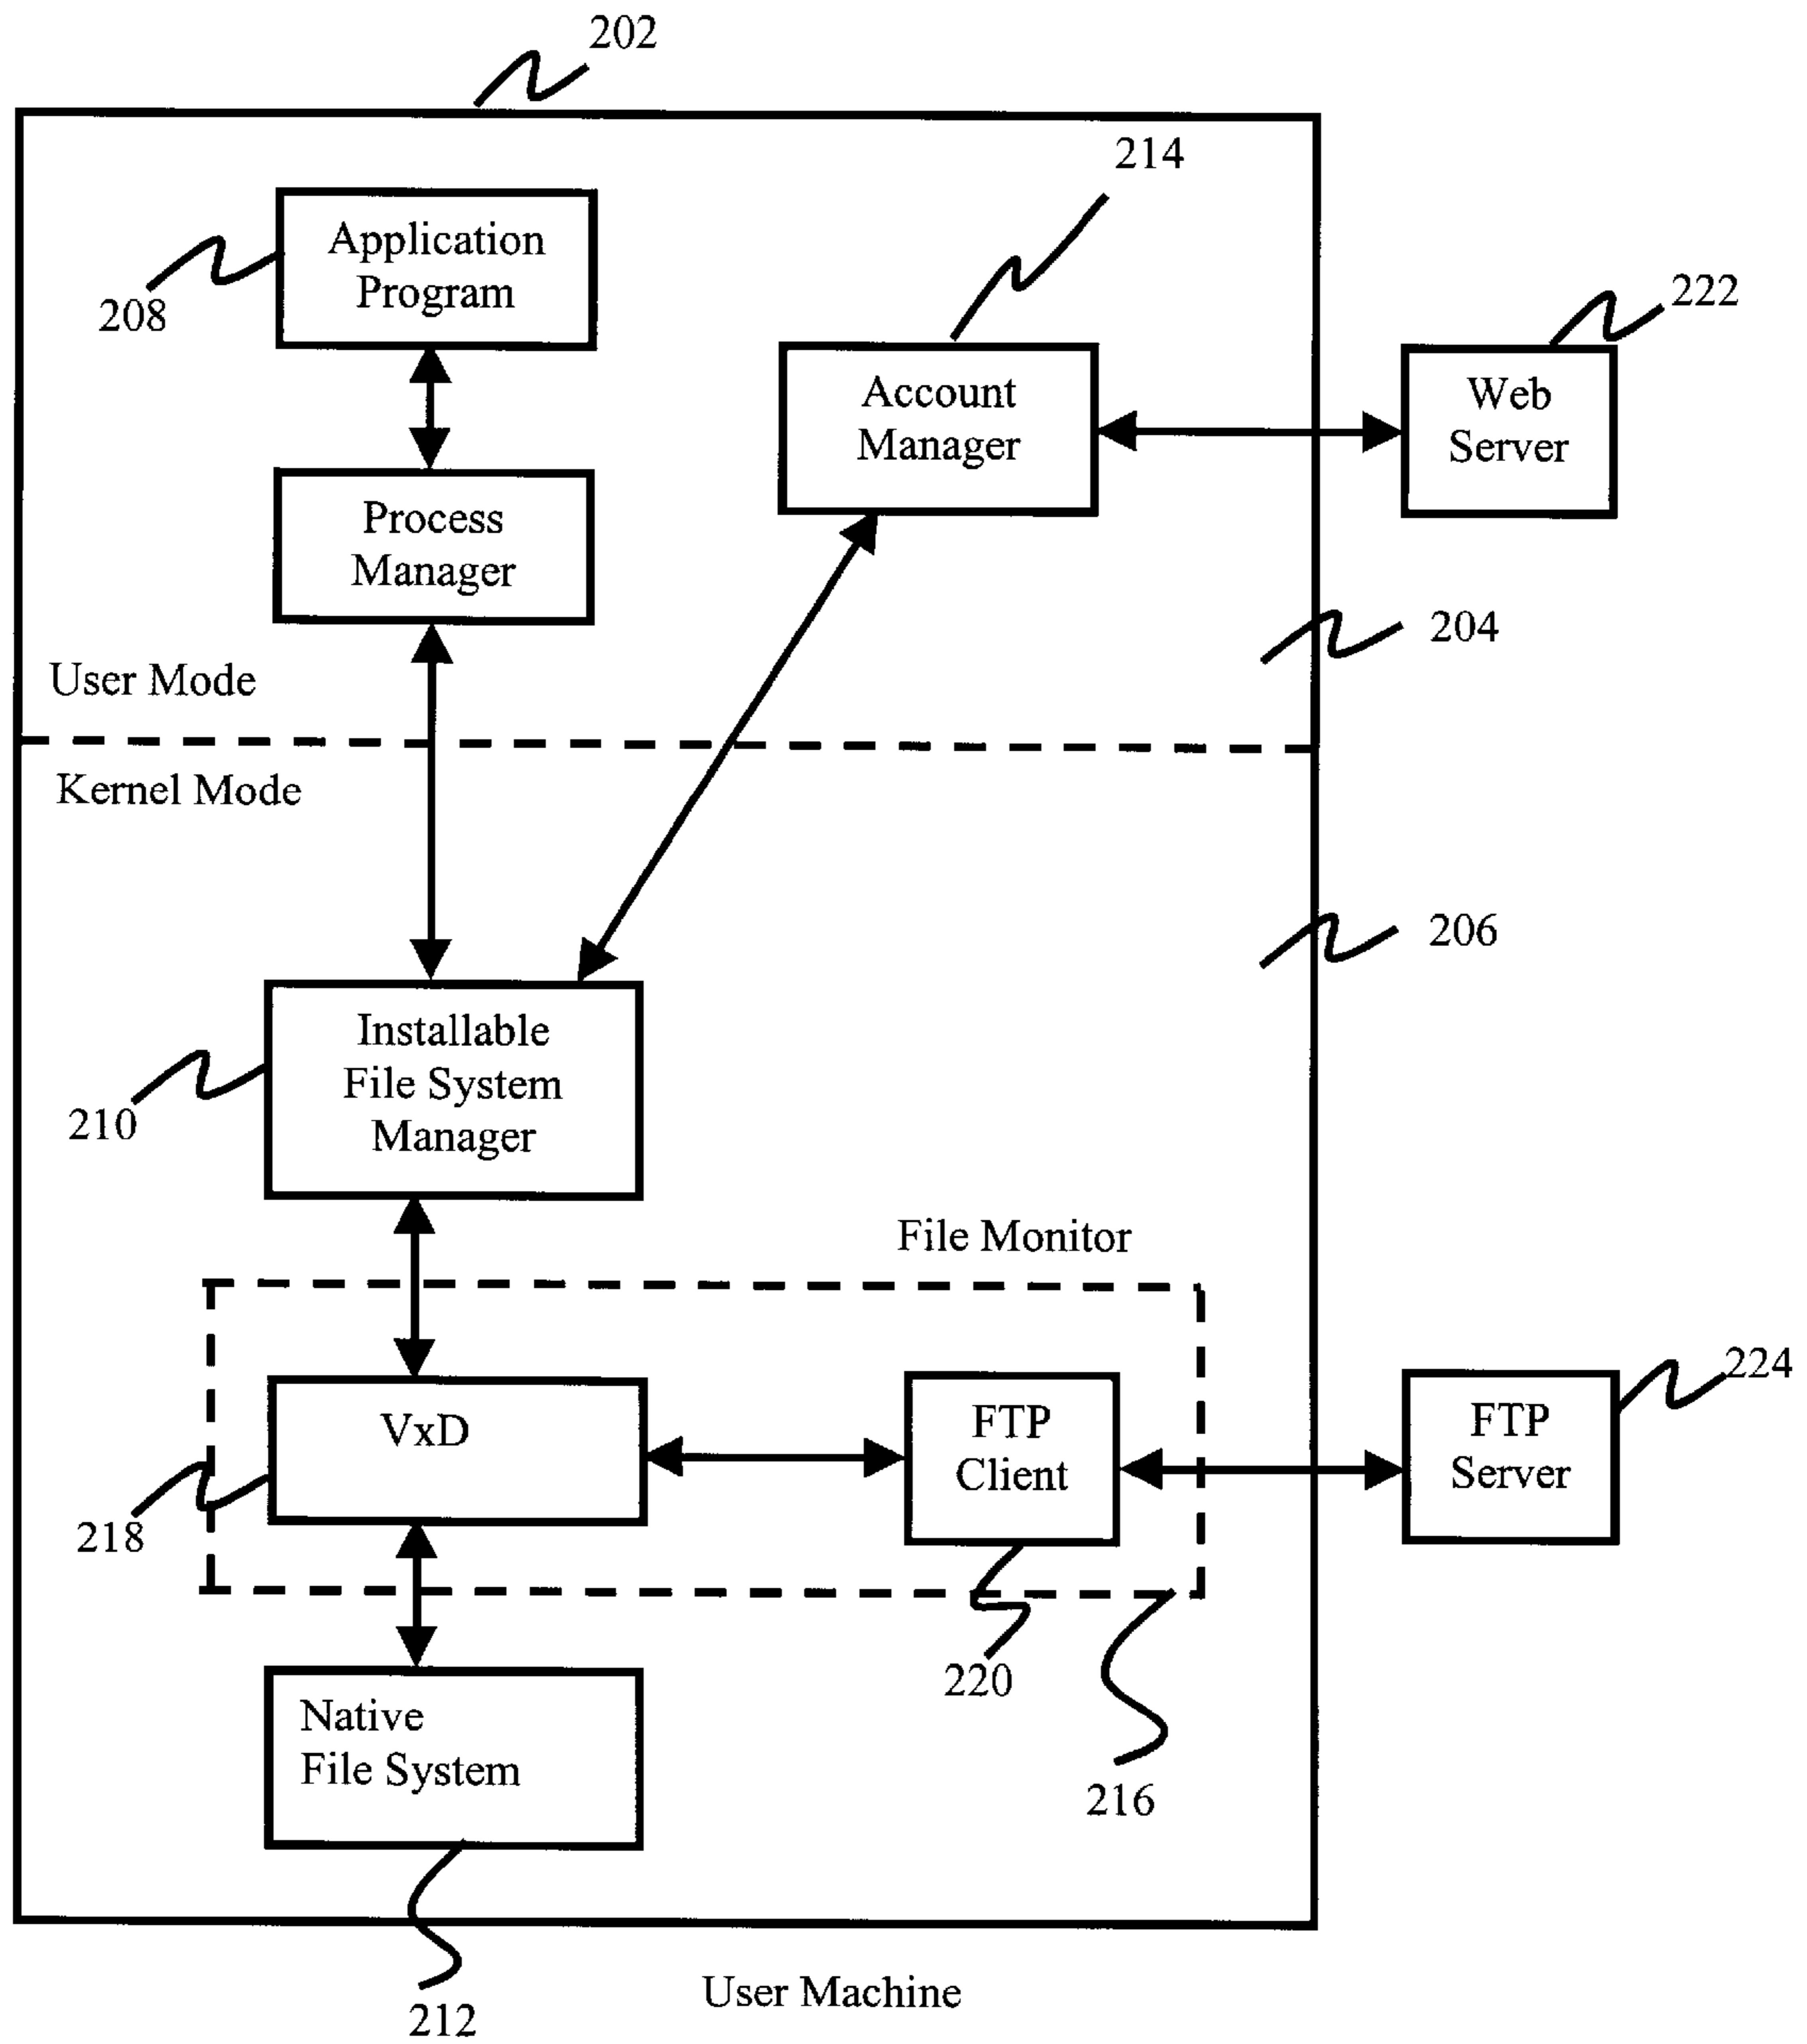 202
214
Application
Program
208
222
Account
Manager
Web
Server
Process
Manager
204
User Mode
Kernel Mode
206
Installable
File System
Manager
210
File Monitor
224
VxD
FTP
Client
FTP
Server
218
220
Native
File System
216
User Machine
212